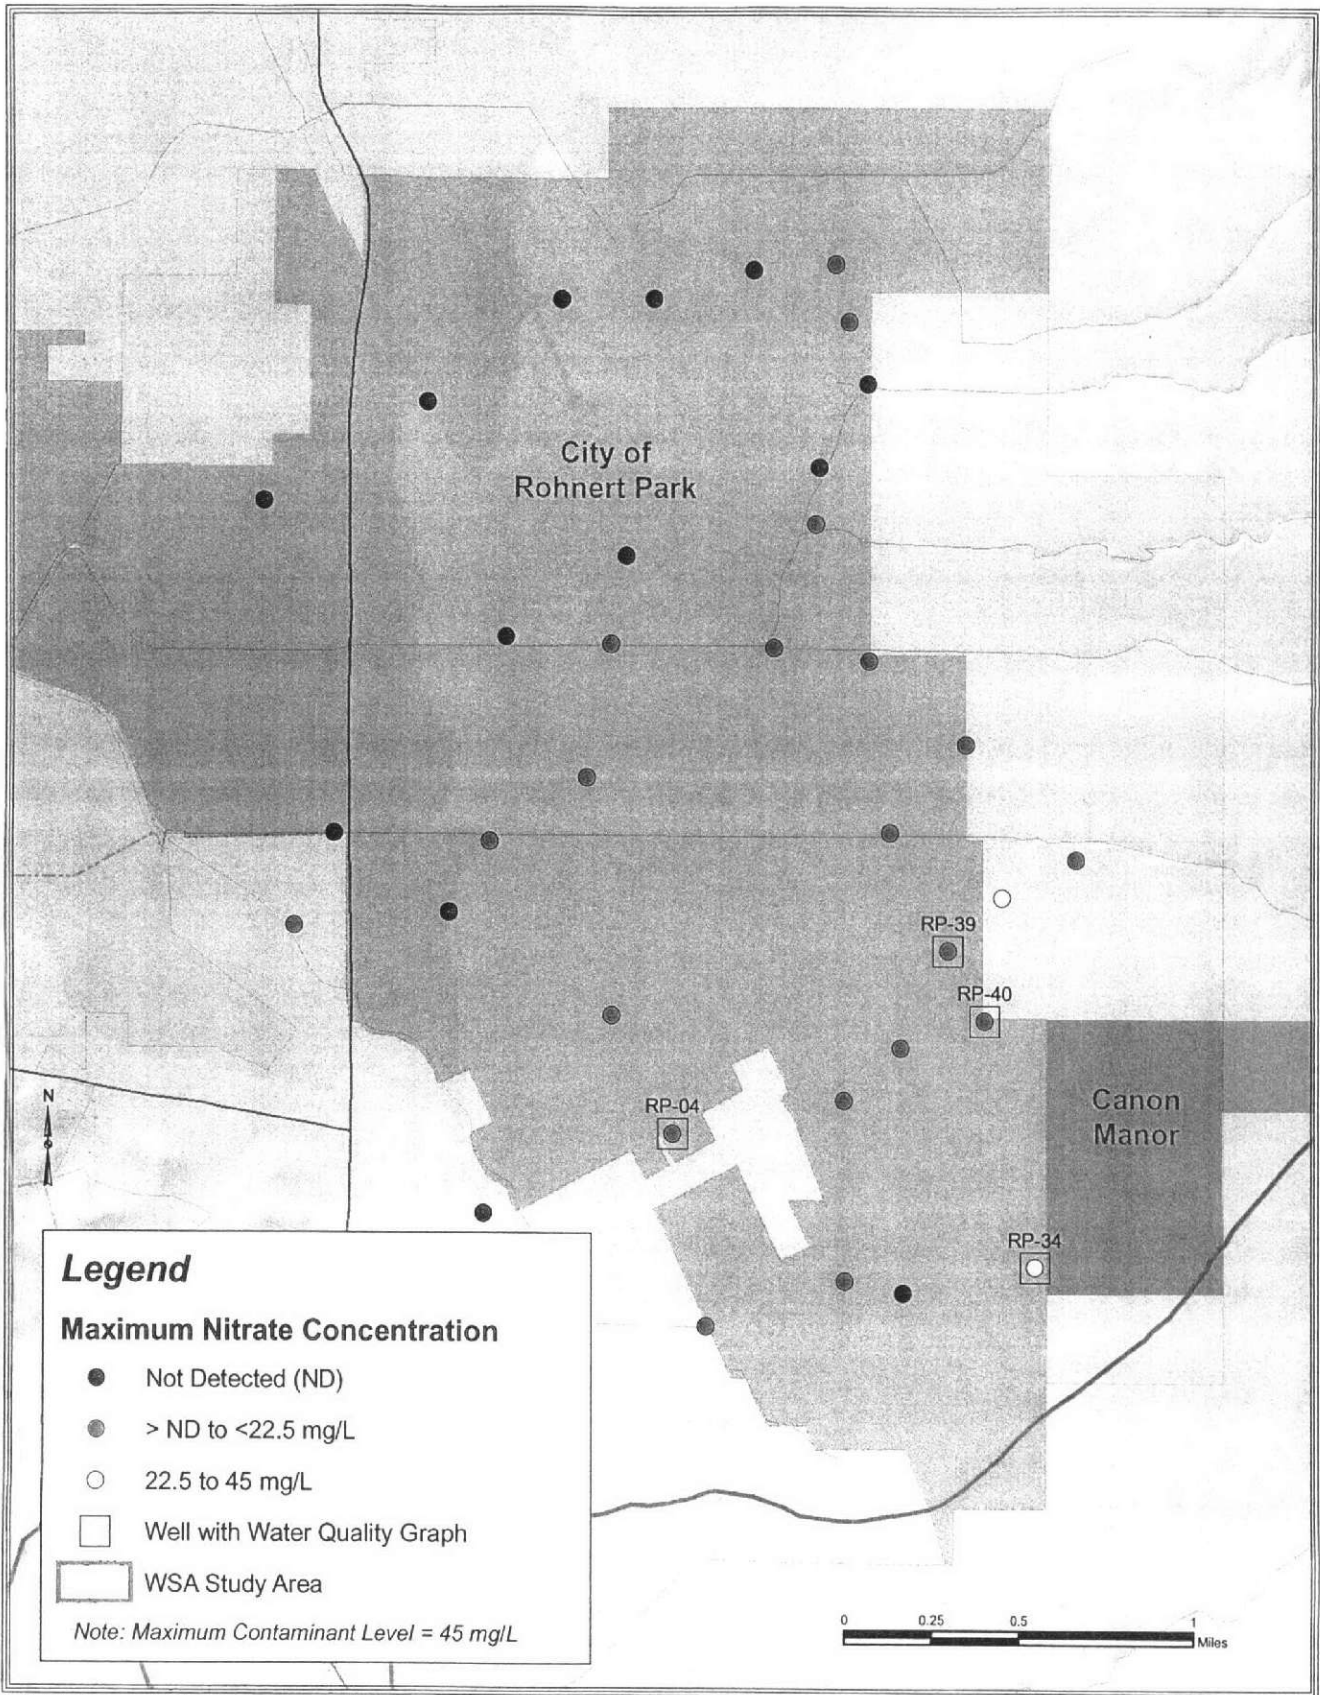 City of
Rohnert Park
RP-39
RP-40
RP-04
Canon
Manor
RP-34
N
Legend
Maximum Nitrate Concentration
Not Detected (ND)
> ND to <22.5 mg/L
22.5 to 45 mg/L
Well with Water Quality Graph
WSA Study Area
Note: Maximum Contaminant Level = 45 mg/L
0 0.25 0.5 1
Miles